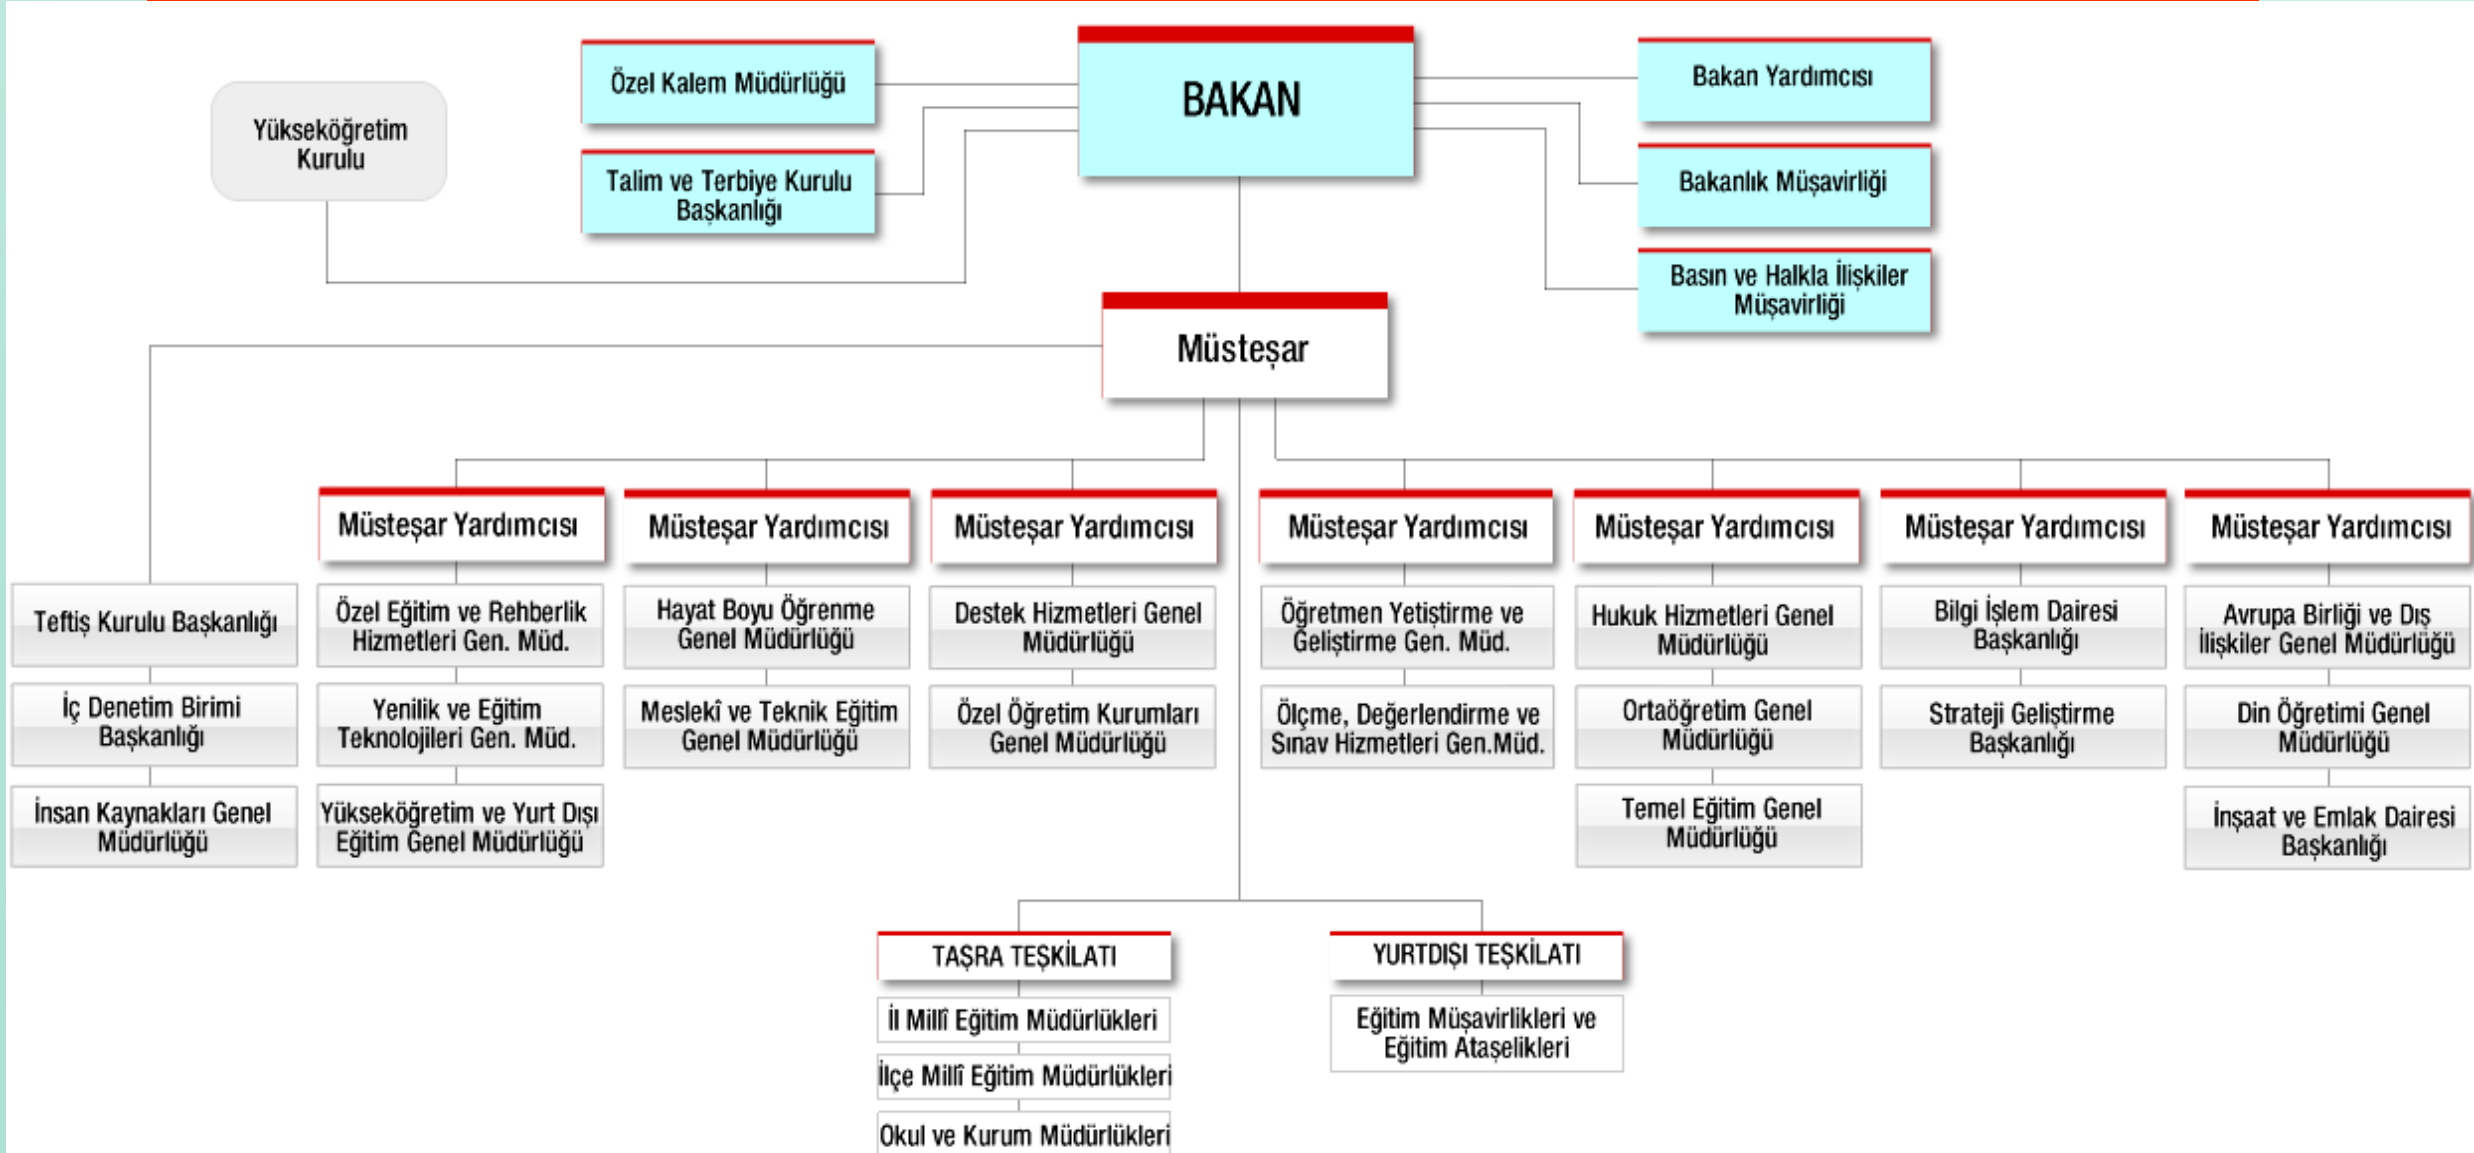 BAKAN
Özel Kalem Müdürlüğü
Talim ve Terbiye Kurulu
Başkanlığı
Yükseköğretim
Kurulu
Bakan Yardımcısı
Bakanlık Müşavirliği
Basın ve Halkla İlişkiler
Müşavirliği
Müsteşar
Teftiş Kurulu Başkanlığı
İç Denetim Birimi
Başkanlığı
İnsan Kaynakları Genel
Müdürlüğü
Müsteşar Yardımcısı
Özel Eğitim ve Rehberlik
Hizmetleri Gen. Müd.
Yenilik ve Eğitim
Teknolojileri Gen. Müd.
Yükseköğretim ve Yurt Dışı
Eğitim Genel Müdürlüğü
Müsteşar Yardımcısı
Hayat Boyu Öğrenme
Genel Müdürlüğü
Meslekî ve Teknik Eğitim
Genel Müdürlüğü
Müsteşar Yardımcısı
Destek Hizmetleri Genel
Müdürlüğü
Özel Öğretim Kurumları
Genel Müdürlüğü
Müsteşar Yardımcısı
Öğretmen Yetiştirme ve
Geliştirme Gen. Müd.
Ölçme, Değerlendirme ve
Sınav Hizmetleri Gen.Müd.
Müsteşar Yardımcısı
Hukuk Hizmetleri Genel
Müdürlüğü
Ortaöğretim Genel
Müdürlüğü
Temel Eğitim Genel
Müdürlüğü
Müsteşar Yardımcısı
Bilgi İşlem Dairesi
Başkanlığı
Strateji Geliştirme
Başkanlığı
Müsteşar Yardımcısı
Avrupa Birliği ve Dış
İlişkiler Genel Müdürlüğü
Din Öğretimi Genel
Müdürlüğü
İnşaat ve Emlak Dairesi
Başkanlığı
TAŞRA TEŞKİLATI
İl Millî Eğitim Müdürlükleri
İlçe Millî Eğitim Müdürlükleri
Okul ve Kurum Müdürlükleri
YURTDIŞI TEŞKİLATI
Eğitim Müşavirlikleri ve
Eğitim Ataşelikleri